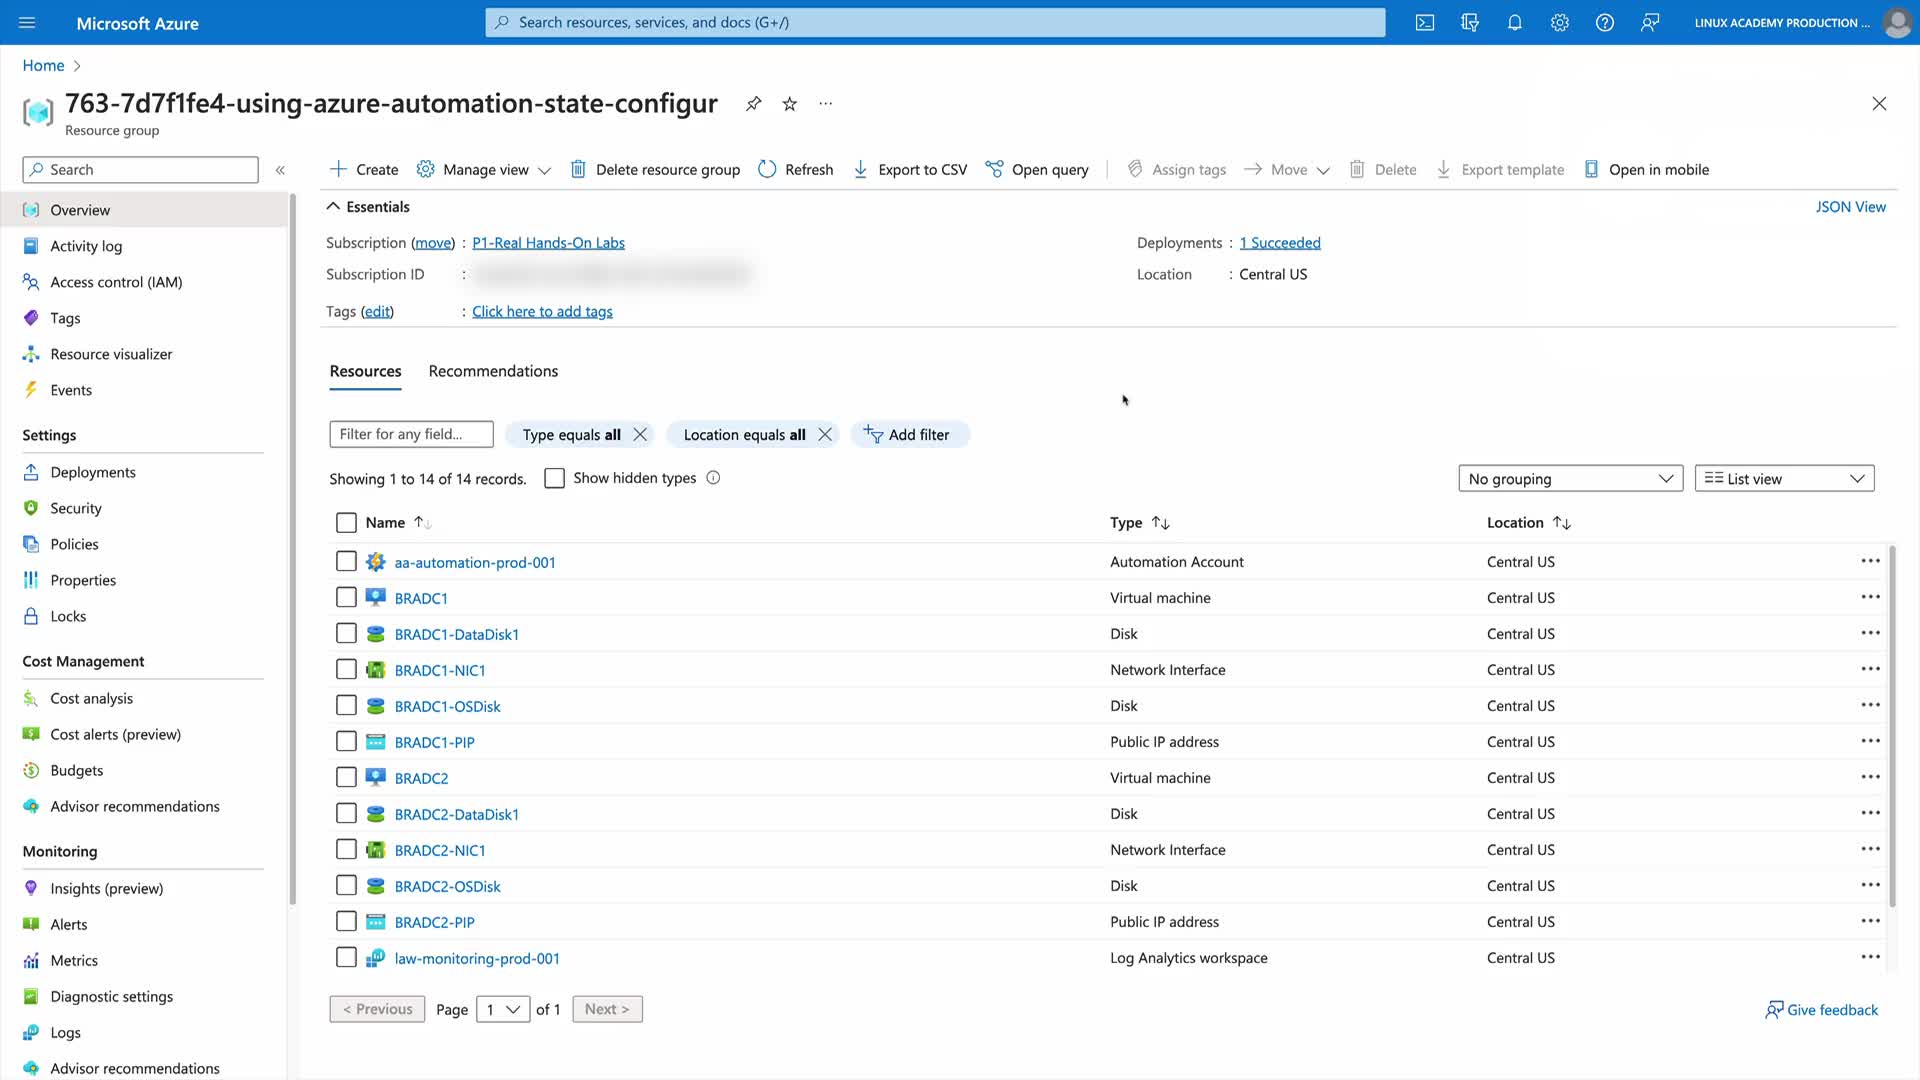 Microsoft Azure
Search resources, services, and docs (G+/)
LINUX ACADEMY PRODUCTION ...
Home
763-7d7f1fe4-using-azure-automation-state-configur
Resource group
Search
Create
Manage view
Delete resource group
Refresh
Export to CSV
Open query
Assign tags
Move
Delete
Export template
Open in mobile
Overview
Activity log
Access control (IAM)
Tags
Resource visualizer
Events
Settings
Deployments
Security
Policies
Properties
Locks
Cost Management
Cost analysis
Cost alerts (preview)
Budgets
Advisor recommendations
Monitoring
Insights (preview)
Alerts
Metrics
Diagnostic settings
Logs
Advisor recommendations
Essentials
JSON View
Subscription (move) : P1-Real Hands-On Labs
Deployments : 1 Succeeded
Subscription ID :
Location : Central US
Tags (edit) : Click here to add tags
Resources Recommendations
Filter for any field...
Type equals all
Location equals all
Add filter
Showing 1 to 14 of 14 records.
Show hidden types
No grouping
List view
Name Type Location
aa-automation-prod-001 Automation Account Central US
BRADC1 Virtual machine Central US
BRADC1-DataDisk1 Disk Central US
BRADC1-NIC1 Network Interface Central US
BRADC1-OSDisk Disk Central US
BRADC1-PIP Public IP address Central US
BRADC2 Virtual machine Central US
BRADC2-DataDisk1 Disk Central US
BRADC2-NIC1 Network Interface Central US
BRADC2-OSDisk Disk Central US
BRADC2-PIP Public IP address Central US
law-monitoring-prod-001 Log Analytics workspace Central US
< Previous Page 1 of 1 Next >
Give feedback